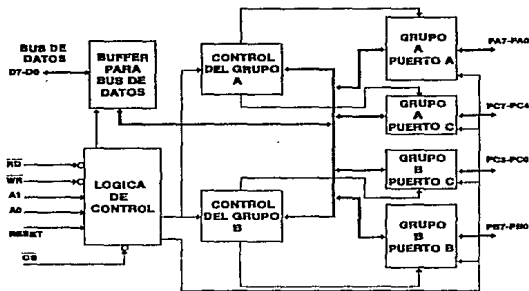 BUS DE
DATOS
D7-D0
BUFFER
PARA
BUS DE
DATOS
CONTROL
DEL GRUPO
A
GRUPO
A
PUERTO A
PA7-PA0
GRUPO
A
PUERTO C
PC7-PC4
RD
WR
A1
A0
RESET
CS
LOGICA
DE
CONTROL
CONTROL
DEL GRUPO
B
GRUPO
B
PUERTO C
PC3-PC0
GRUPO
B
PUERTO B
PB7-PB0